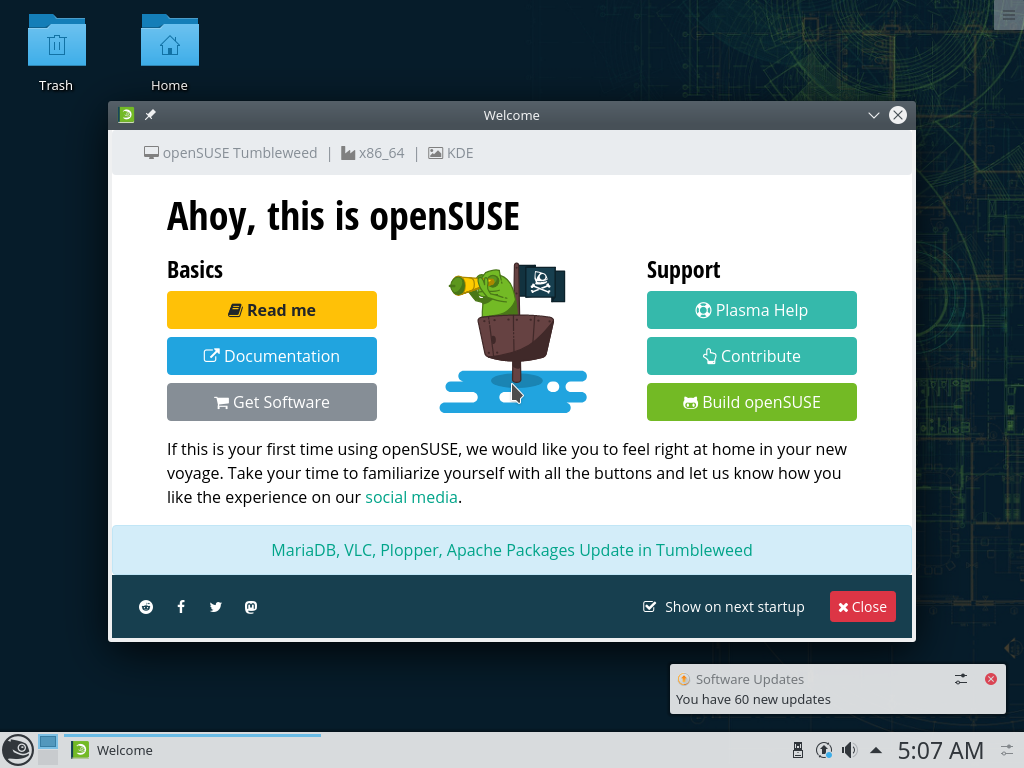 Trash
Home
Welcome
openSUSE Tumbleweed | x86_64 | KDE
Ahoy, this is openSUSE
Basics
Read me
Documentation
Get Software
Support
Plasma Help
Contribute
Build openSUSE
If this is your first time using openSUSE, we would like you to feel right at home in your new
voyage. Take your time to familiarize yourself with all the buttons and let us know how you
like the experience on our social media.
MariaDB, VLC, Plopper, Apache Packages Update in Tumbleweed
Show on next startup
Close
Software Updates
You have 60 new updates
Welcome
5:07 AM